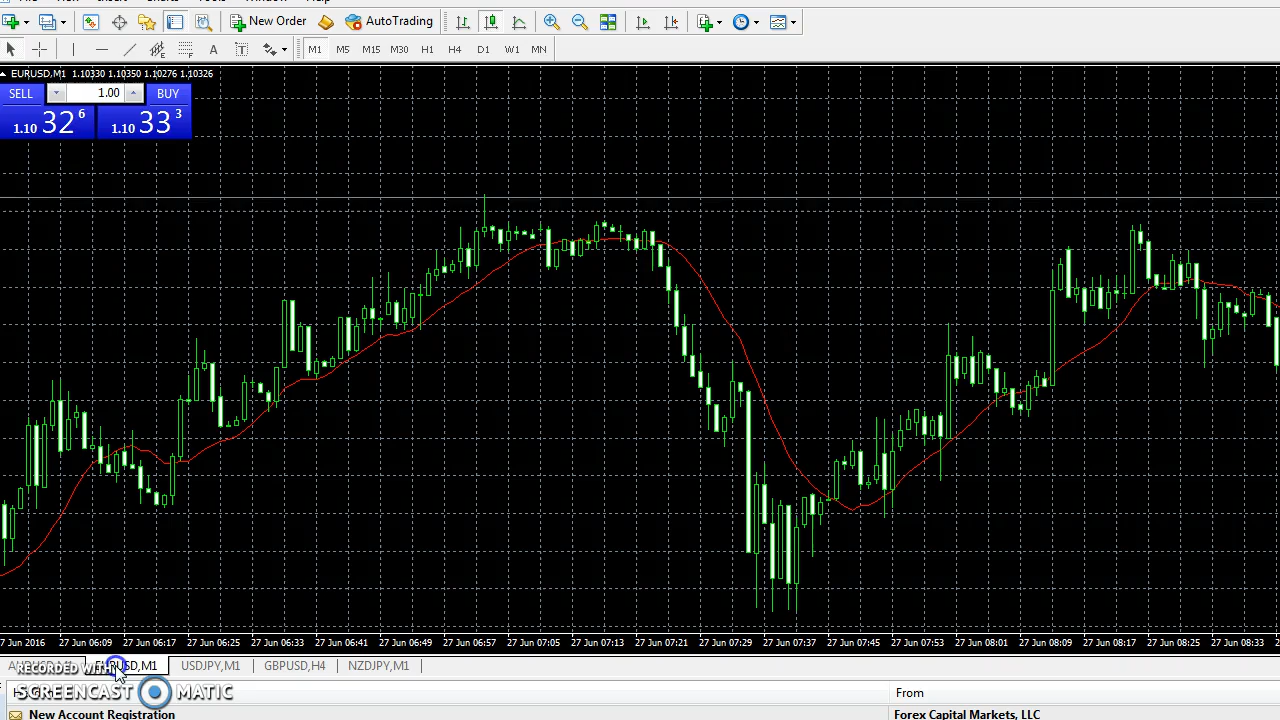 New Order AutoTrading
A T M1 M5 M15 M30 H1 H4 D1 W1 MN
EURUSD,M1 1.10330 1.10350 1.10276 1.10326
SELL 1.00 BUY
1.10 32 6 1.10 33 3
27 Jun 06:09 27 Jun 06:17 27 Jun 06:25 27 Jun 06:33 27 Jun 06:41 27 Jun 06:49 27 Jun 06:57 27 Jun 07:05 27 Jun 07:13 27 Jun 07:21 27 Jun 07:29 27 Jun 07:37 27 Jun 07:45 27 Jun 07:53 27 Jun 08:01 27 Jun 08:09 27 Jun 08:17 27 Jun 08:25 27 Jun 08:33
USDJPY,M1 GBPUSD,H4 NZDJPY,M1
RECORDED WITH
SCREENCAST MATIC
From
New Account Registration Forex Capital Markets, LLC